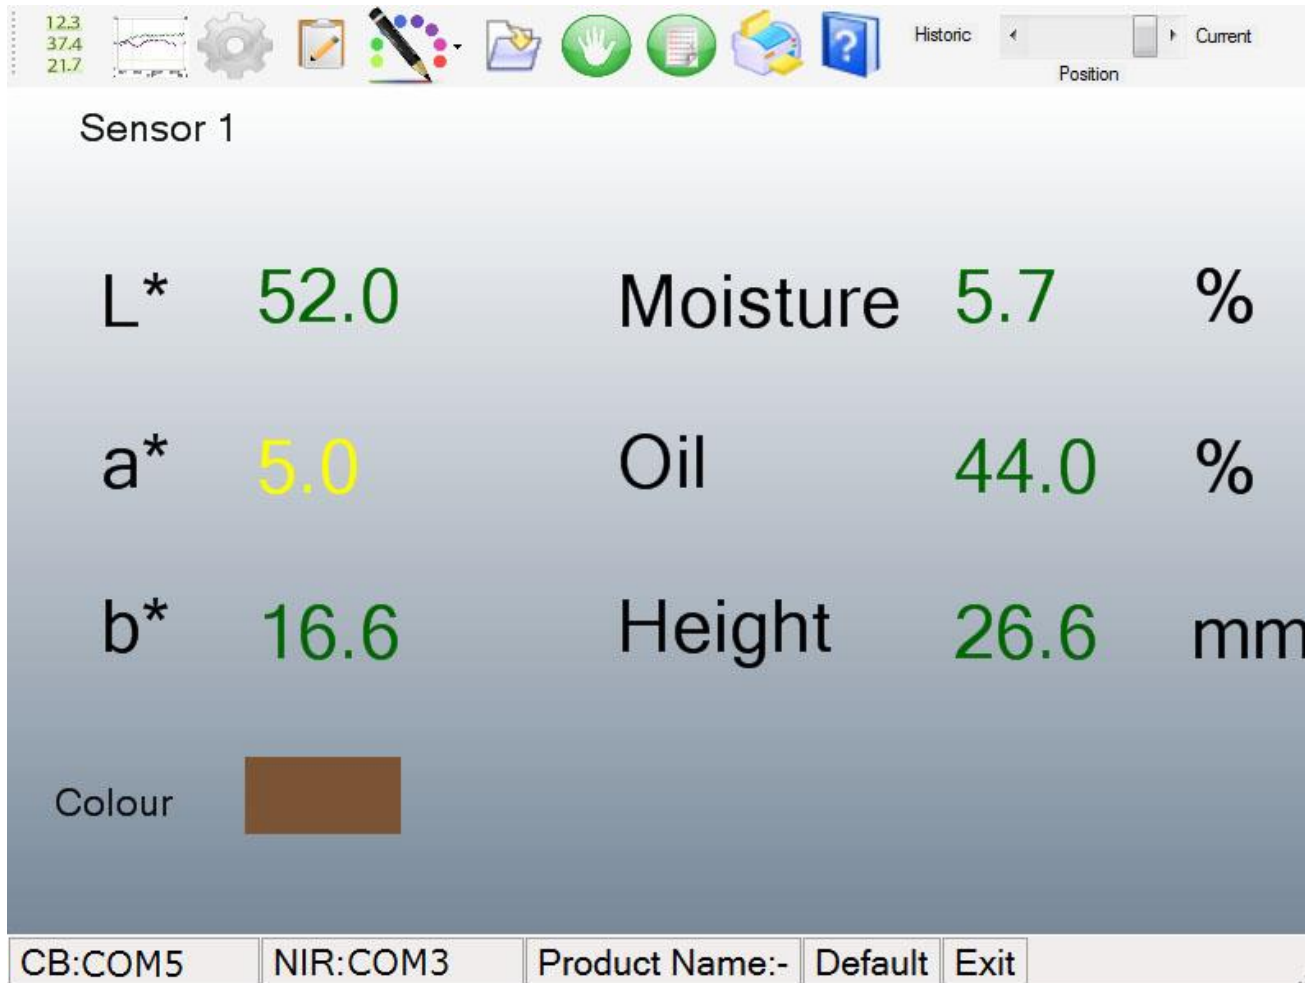 12.3
37.4
21.7
Historic
Current
Position
Sensor 1
L* 52.0 Moisture 5.7 %
a* 5.0 Oil 44.0 %
b* 16.6 Height 26.6 mm
Colour
CB:COM5 NIR:COM3 Product Name:- Default Exit